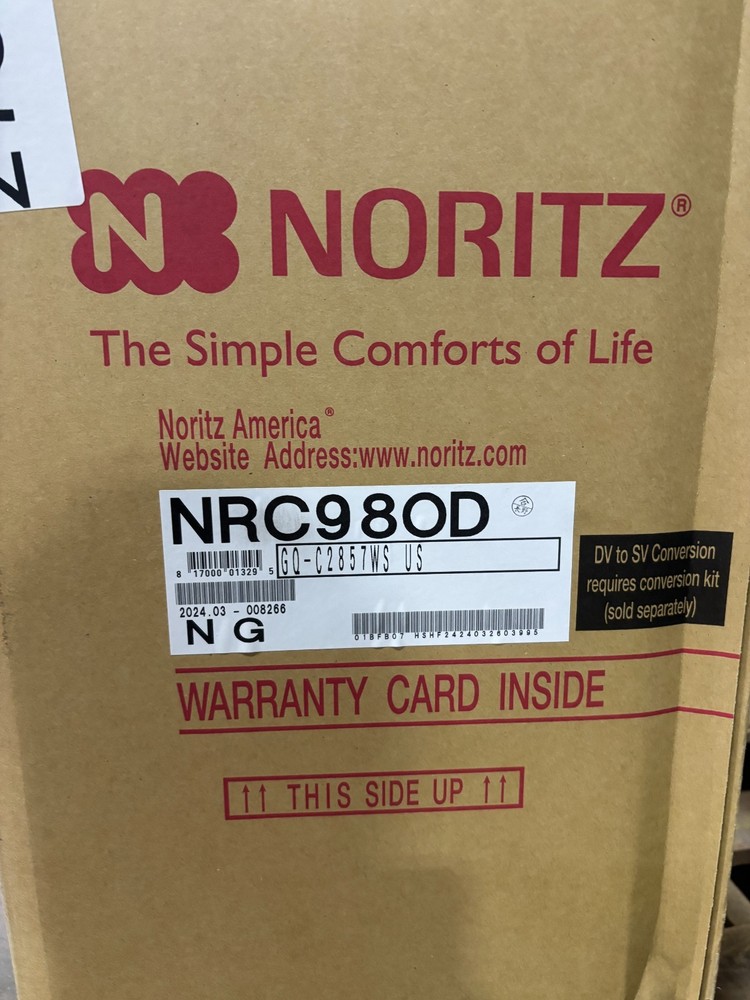 N
NORITZ®
The Simple Comforts of Life
Noritz America®
Website Address:www.noritz.com
NRC980D
GQ-C2857WS US
8 17000 01329 5
2024.03 - 008266
NG
01BFB07 HSHF2424032603995
DV to SV Conversion
requires conversion kit
(sold separately)
WARRANTY CARD INSIDE
↑↑ THIS SIDE UP ↑↑